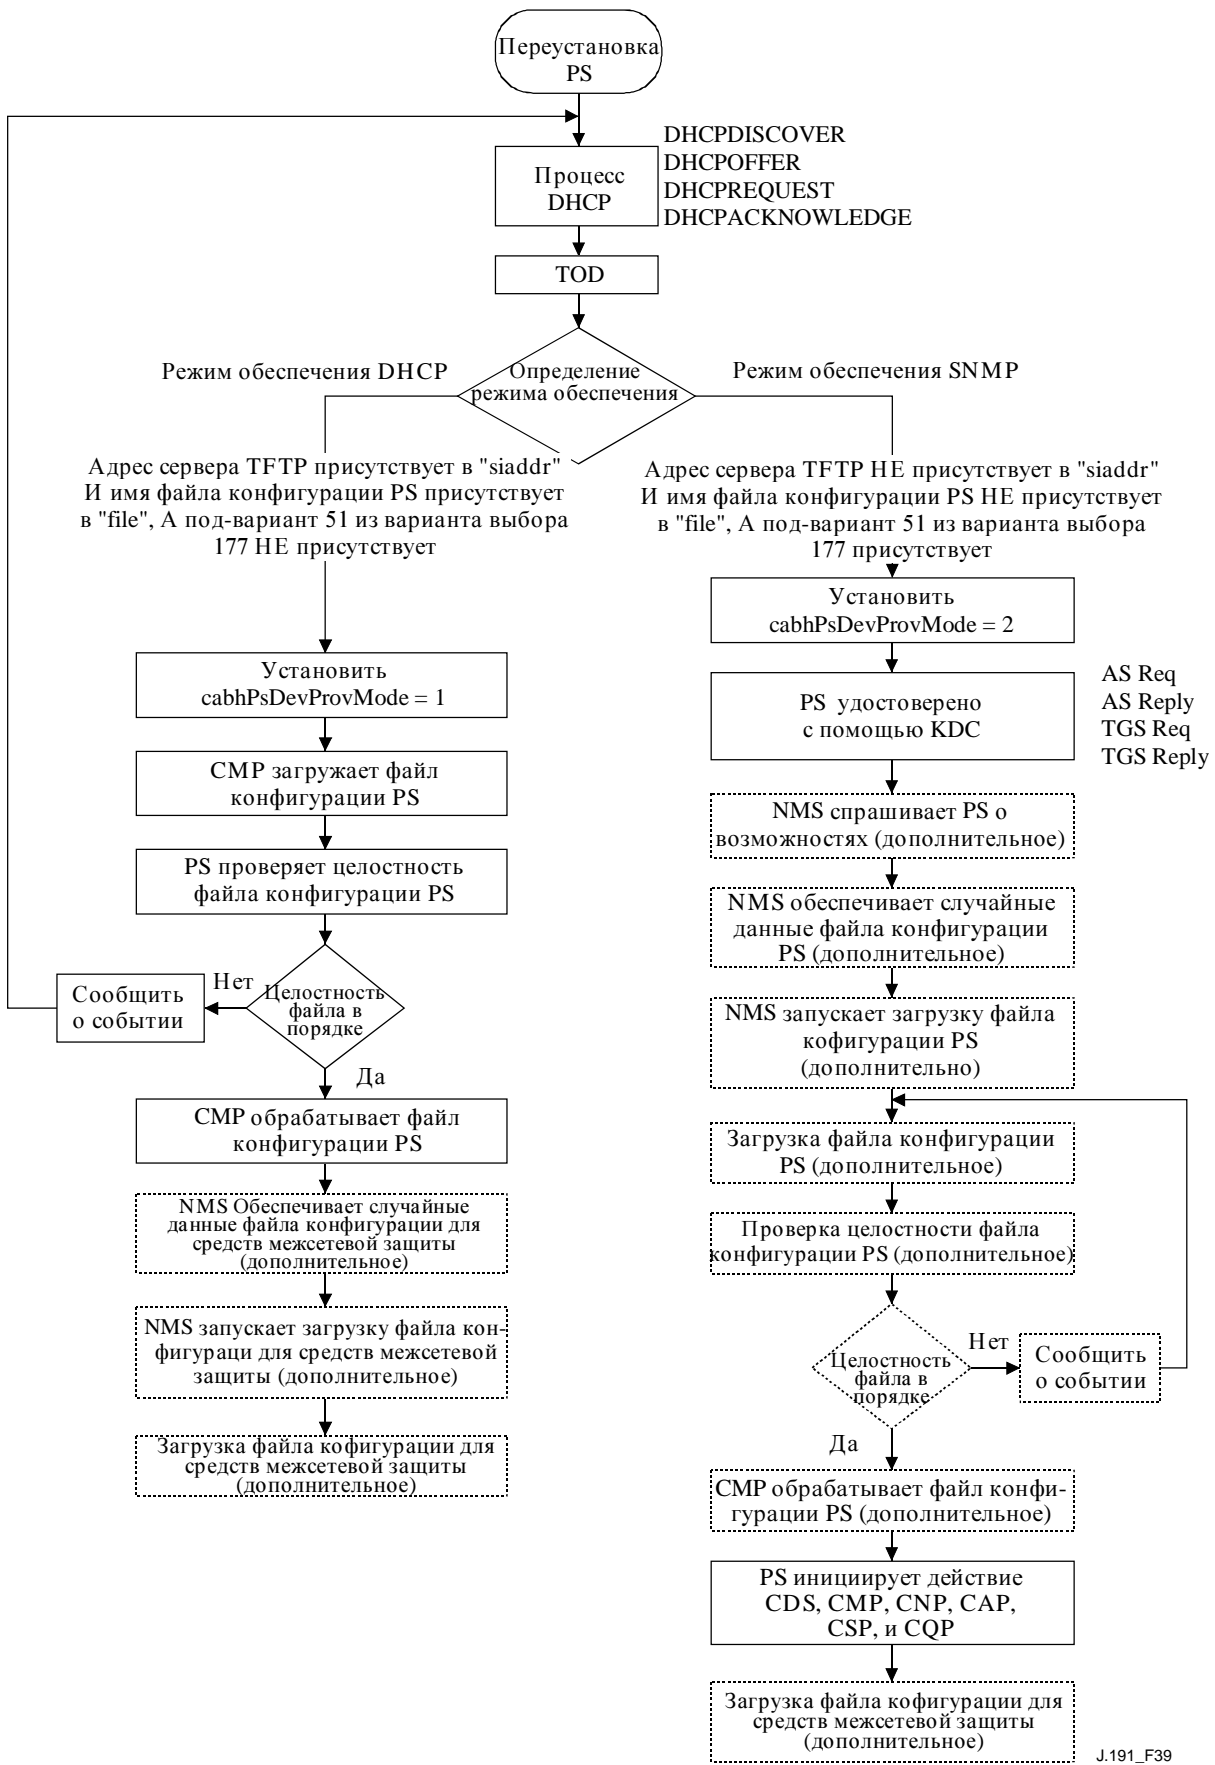 Переустановка
PS
DHCPDISCOVER
DHCPOFFER
DHCPREQUEST
DHCPACKNOWLEDGE
Процесс
DHCP
TOD
Определение
режима обеспечения
Режим обеспечения DHCP
Режим обеспечения SNMP
Адрес сервера TFTP присутствует в "siaddr"
И имя файла конфигурации PS присутствует
в "file", А под-вариант 51 из варианта выбора
177 НЕ присутствует
Установить
cabhPsDevProvMode = 1
CMP загружает файл
конфигурации PS
PS проверяет целостность
файла конфигурации PS
Целостность
файла в
порядке
Нет
Сообщить
о событии
Да
CMP обрабатывает файл
конфигурации PS
NMS Обеспечивает случайные
данные файла конфигурации для
средств межсетевой защиты
(дополнительное)
NMS запускает загрузку файла кон-
фигураци для средств межсетевой
защиты (дополнительное)
Загрузка файла кофигурации для
средств межсетевой защиты
(дополнительное)
Адрес сервера TFTP НЕ присутствует в "siaddr"
И имя файла конфигурации PS НЕ присутствует
в "file", А под-вариант 51 из варианта выбора
177 присутствует
Установить
cabhPsDevProvMode = 2
PS удостоверено
с помощью KDC
AS Req
AS Reply
TGS Req
TGS Reply
NMS спрашивает PS о
возможностях (дополнительное)
NMS обеспечивает случайные
данные файла конфигурации
PS (дополнительное)
NMS запускает загрузку файла
кофигурации PS
(дополнительно)
Загрузка файла конфигурации
PS (дополнительное)
Проверка целостности файла
конфигурации PS (дополнительное)
Целостность
файла в
порядке
Нет
Сообщить
о событии
Да
CMP обрабатывает файл конфи-
гурации PS (дополнительное)
PS инициирует действие
CDS, CMP, CNP, CAP,
CSP, и CQP
Загрузка файла кофигурации для
средств межсетевой защиты
(дополнительное)
J.191_F39